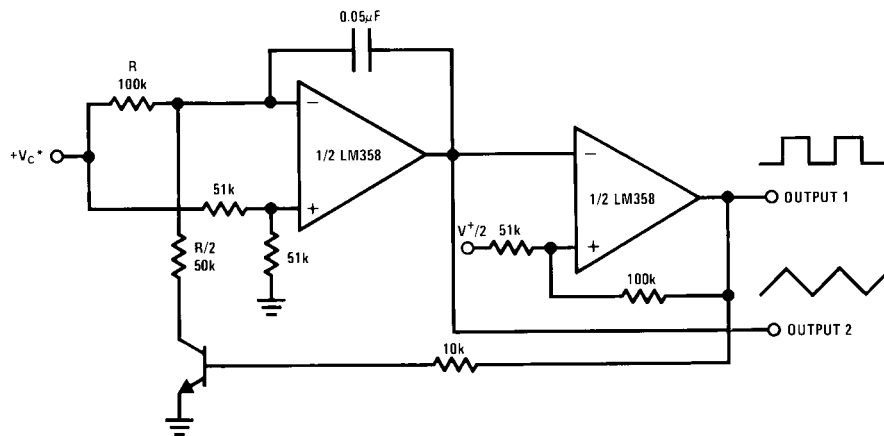 0.05μF
R
100k
+VC*
1/2 LM358
−
+
51k
51k
R/2
50k
V+/2
51k
−
+
1/2 LM358
100k
10k
OUTPUT 1
OUTPUT 2